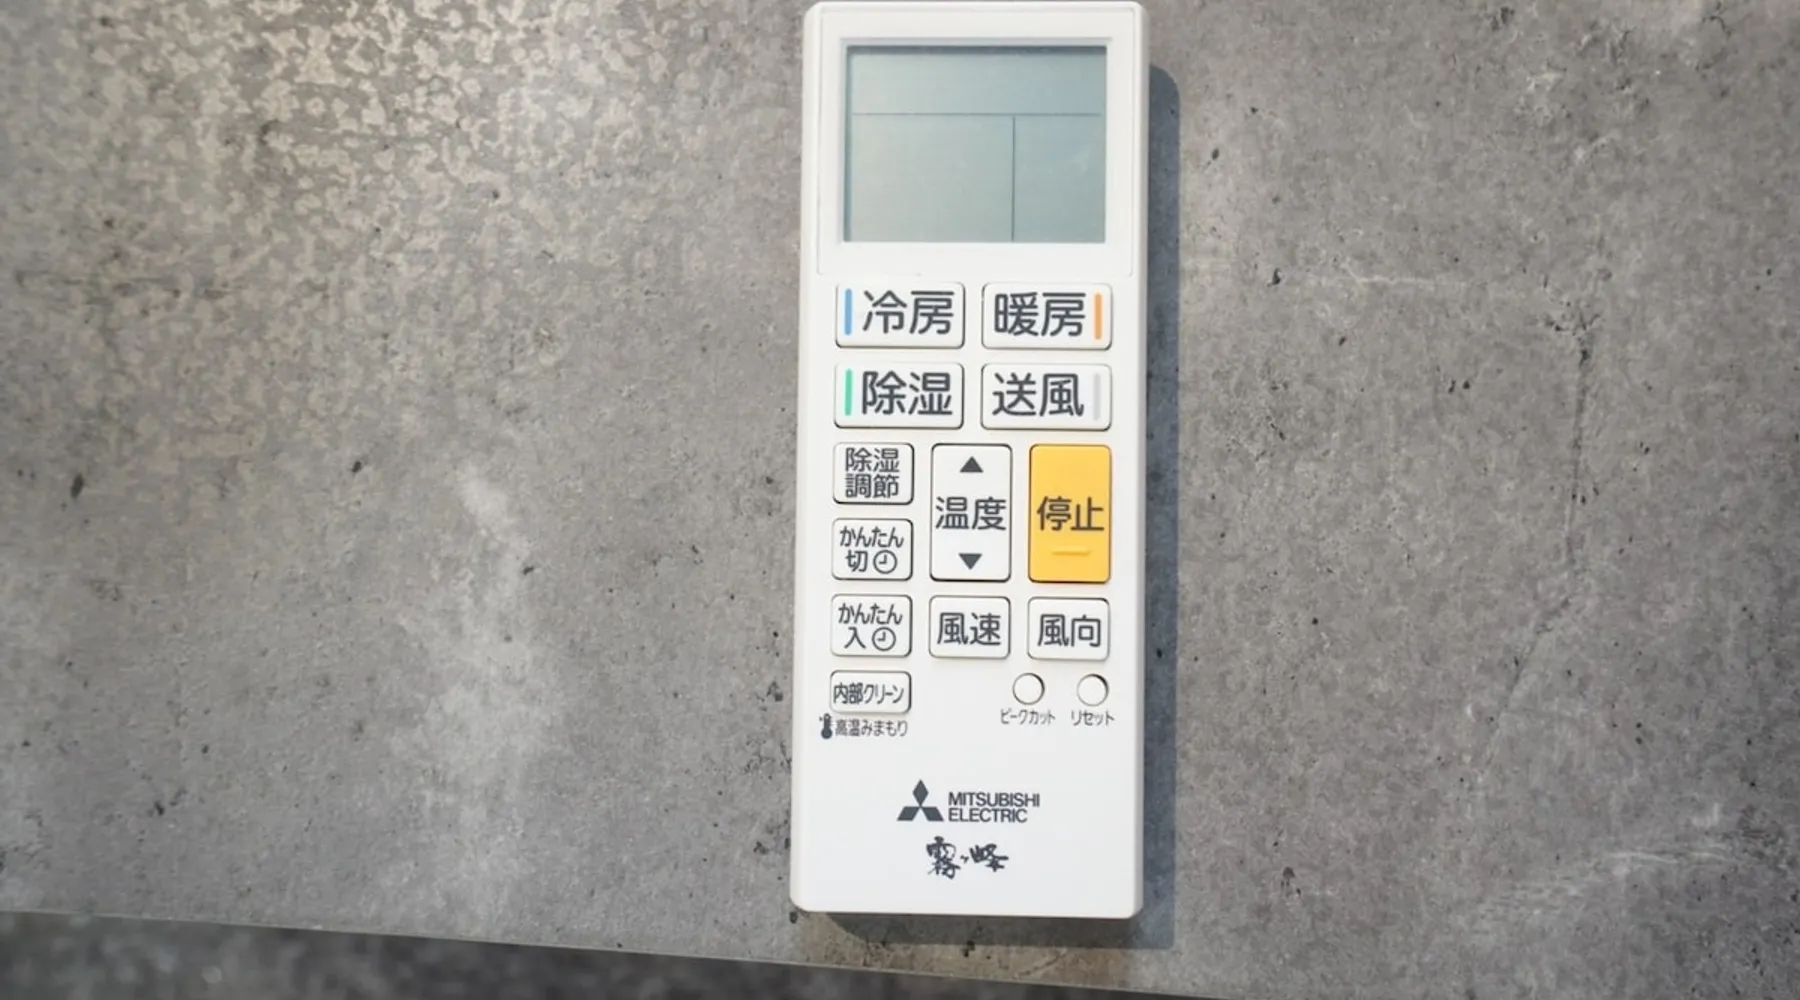 冷房
暖房
除湿
送風
除湿
調節
▲
温度
▼
停止
かんたん
切
かんたん
入
風速
風向
内部クリーン
高温みまもり
ピークカット
リセット
MITSUBISHI
ELECTRIC
霧ヶ峰